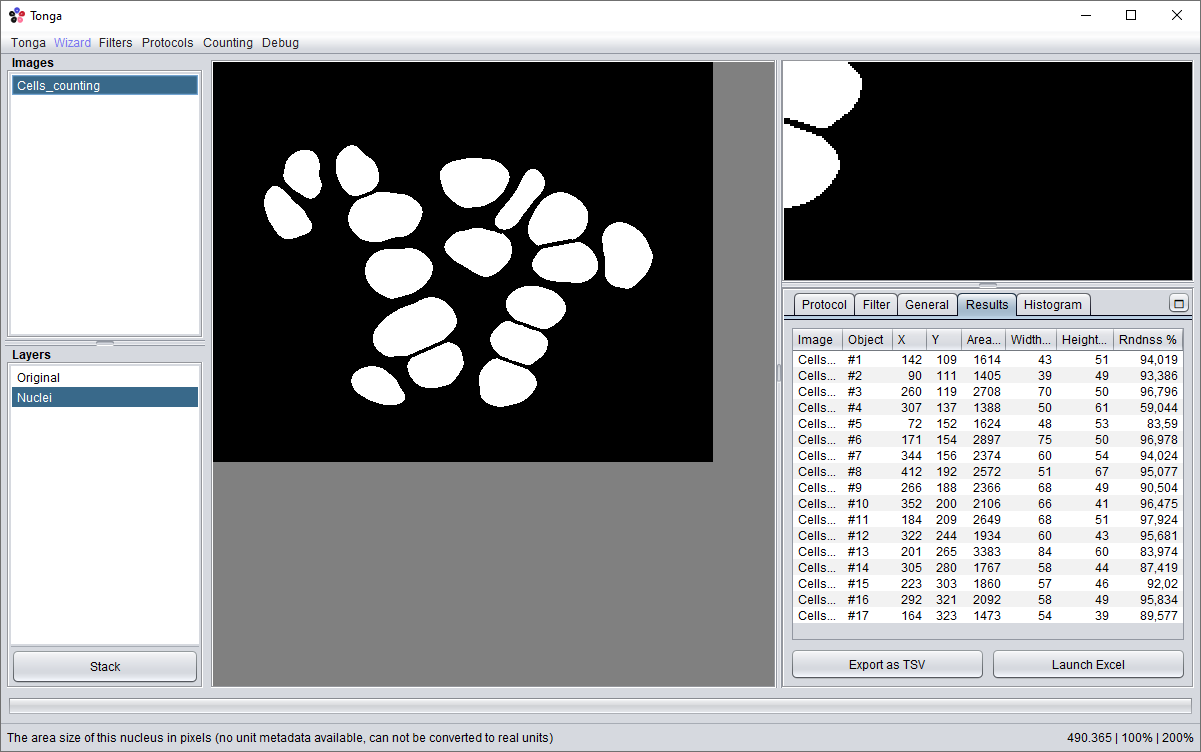 Tonga
Tonga Wizard Filters Protocols Counting Debug
Images
Cells_counting
Layers
Original
Nuclei
Stack
Protocol Filter General Results Histogram
Image Object X Y Area... Width... Height... Rndnss %
Cells... #1 142 109 1614 43 51 94,019
Cells... #2 90 111 1405 39 49 93,386
Cells... #3 260 119 2708 70 50 96,796
Cells... #4 307 137 1388 50 61 59,044
Cells... #5 72 152 1624 48 53 83,59
Cells... #6 171 154 2897 75 50 96,978
Cells... #7 344 156 2374 60 54 94,024
Cells... #8 412 192 2572 51 67 95,077
Cells... #9 266 188 2366 68 49 90,504
Cells... #10 352 200 2106 66 41 96,475
Cells... #11 184 209 2649 68 51 97,924
Cells... #12 322 244 1934 60 43 95,681
Cells... #13 201 265 3383 84 60 83,974
Cells... #14 305 280 1767 58 44 87,419
Cells... #15 223 303 1860 57 46 92,02
Cells... #16 292 321 2092 58 49 95,834
Cells... #17 164 323 1473 54 39 89,577
Export as TSV Launch Excel
The area size of this nucleus in pixels (no unit metadata available, can not be converted to real units) 490.365 | 100% | 200%